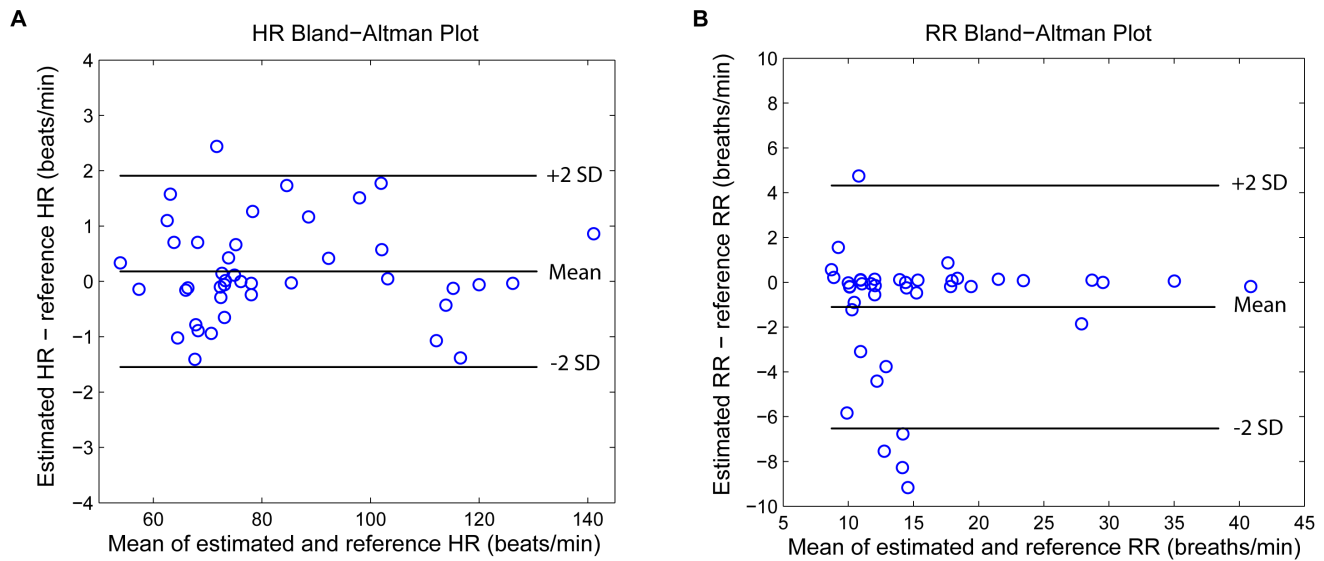 A
HR Bland−Altman Plot
Estimated HR − reference HR (beats/min)
4
3
2
1
0
−1
−2
−3
−4
+2 SD
Mean
-2 SD
60
80
100
120
140
Mean of estimated and reference HR (beats/min)
B
RR Bland−Altman Plot
Estimated RR − reference RR (breaths/min)
10
8
6
4
2
0
−2
−4
−6
−8
−10
+2 SD
Mean
-2 SD
5
10
15
20
25
30
35
40
45
Mean of estimated and reference RR (breaths/min)